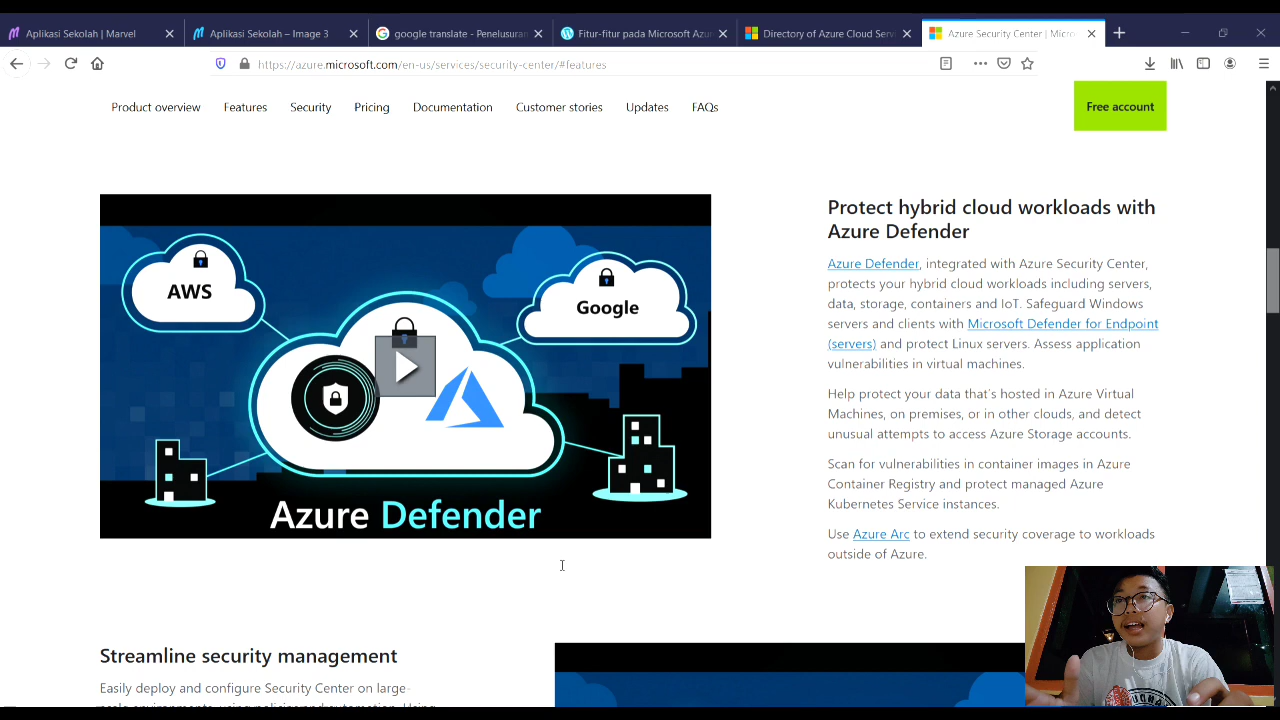 Aplikasi Sekolah | Marvel
Aplikasi Sekolah – Image 3
google translate - Penelusuran
Fitur-fitur pada Microsoft Azur
Directory of Azure Cloud Serv
Azure Security Center | Micro
https://azure.microsoft.com/en-us/services/security-center/#features
Product overview
Features
Security
Pricing
Documentation
Customer stories
Updates
FAQs
Free account
AWS
Google
Azure Defender
Protect hybrid cloud workloads with
Azure Defender
Azure Defender, integrated with Azure Security Center,
protects your hybrid cloud workloads including servers,
data, storage, containers and IoT. Safeguard Windows
servers and clients with Microsoft Defender for Endpoint
(servers) and protect Linux servers. Assess application
vulnerabilities in virtual machines.
Help protect your data that's hosted in Azure Virtual
Machines, on premises, or in other clouds, and detect
unusual attempts to access Azure Storage accounts.
Scan for vulnerabilities in container images in Azure
Container Registry and protect managed Azure
Kubernetes Service instances.
Use Azure Arc to extend security coverage to workloads
outside of Azure.
Streamline security management
Easily deploy and configure Security Center on large-